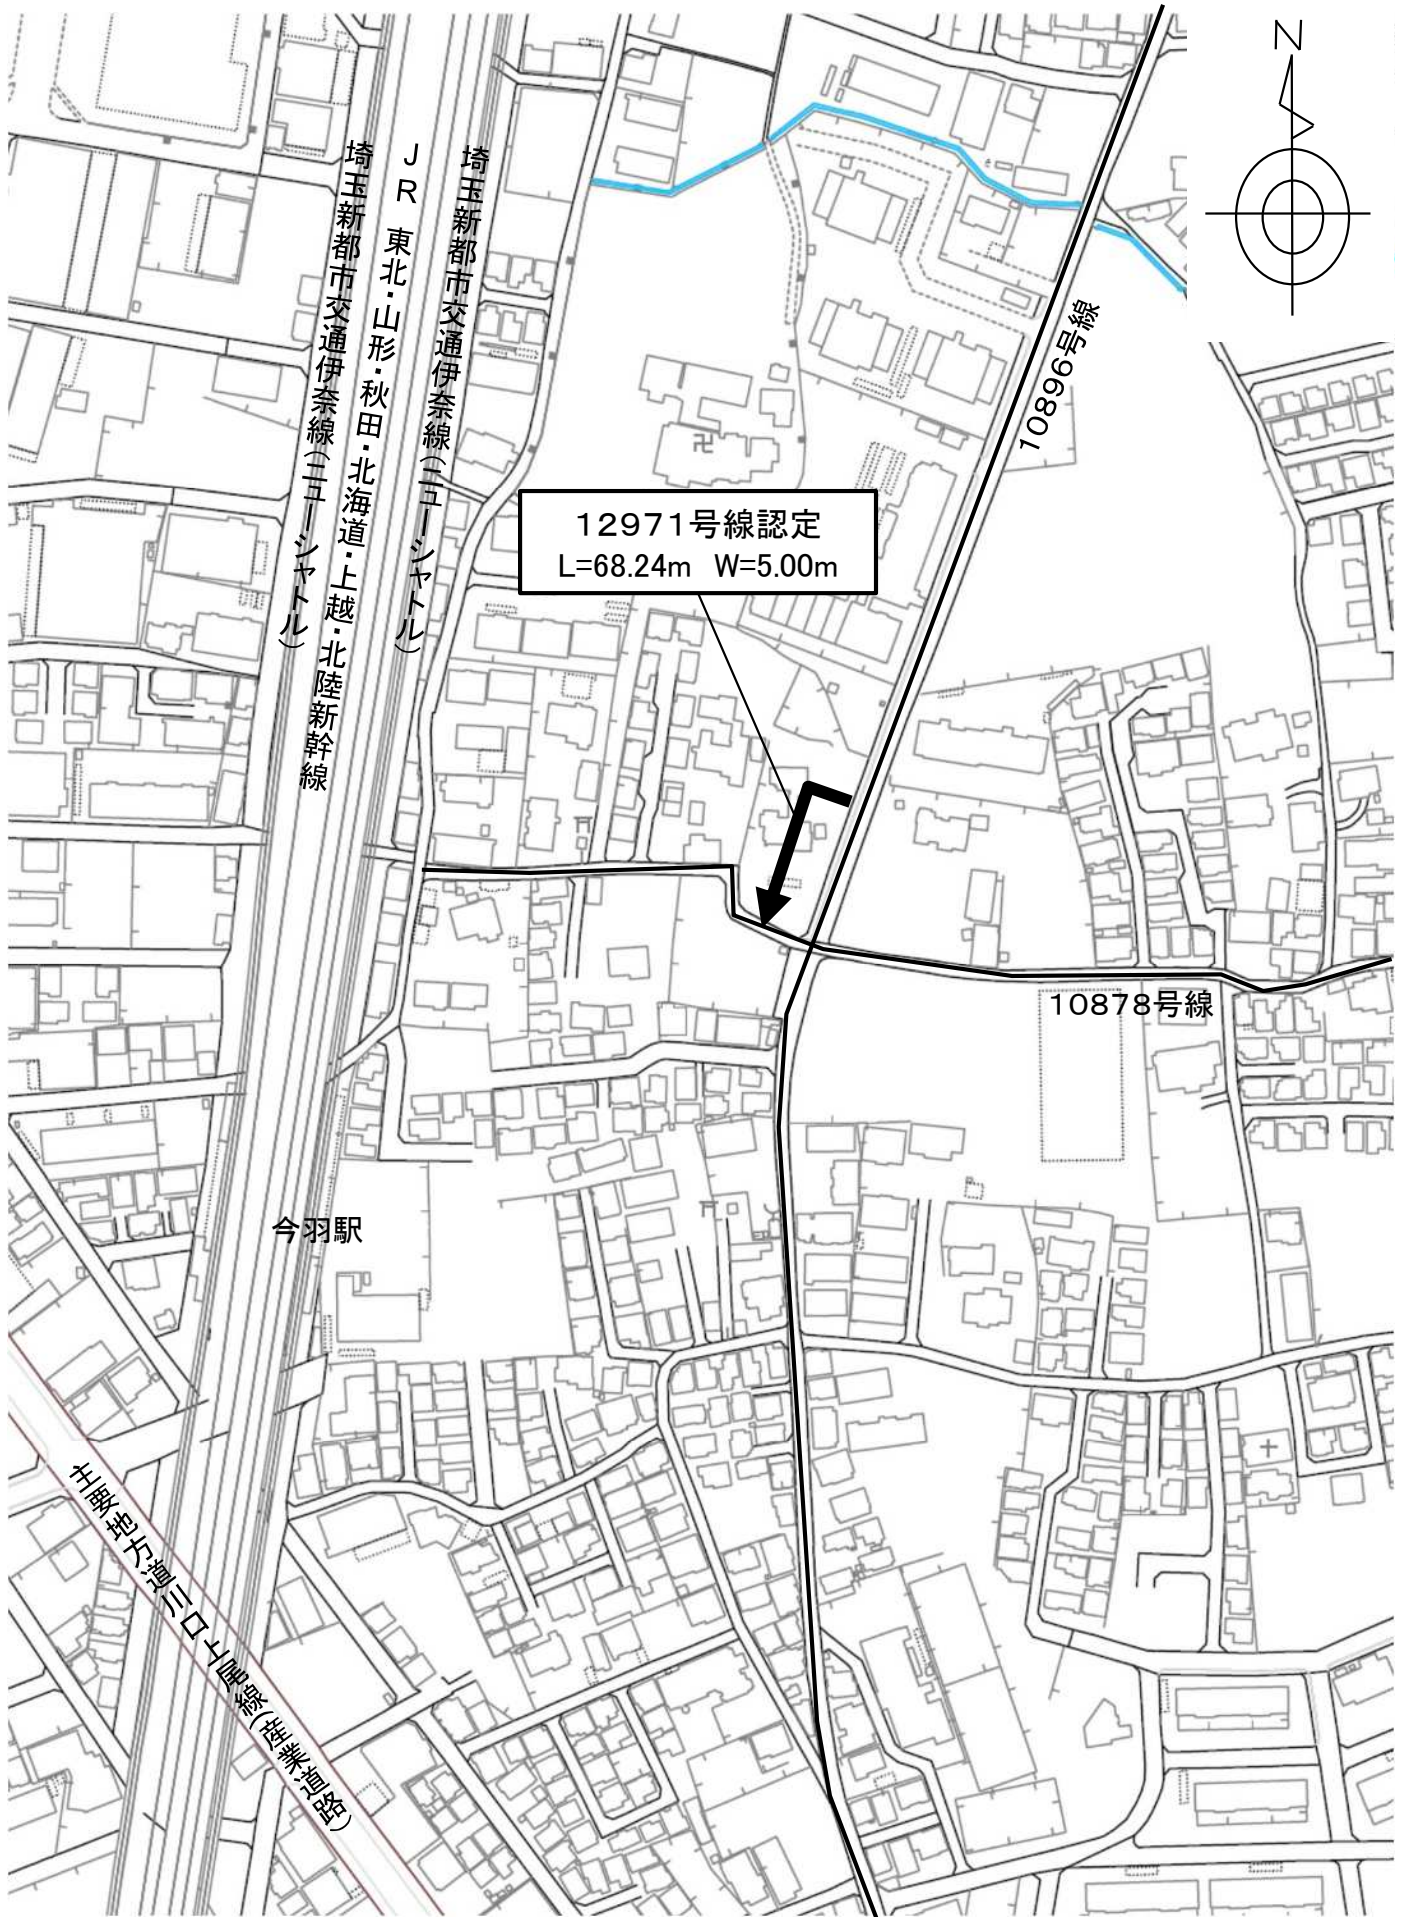 N
埼玉新都市交通伊奈線(ニューシャトル)
JR 東北・山形・秋田・北海道・上越・北陸新幹線
埼玉新都市交通伊奈線(ニューシャトル)
10896号線
12971号線認定
L=68.24m W=5.00m
10878号線
今羽駅
主要地方道川口上尾線(産業道路)